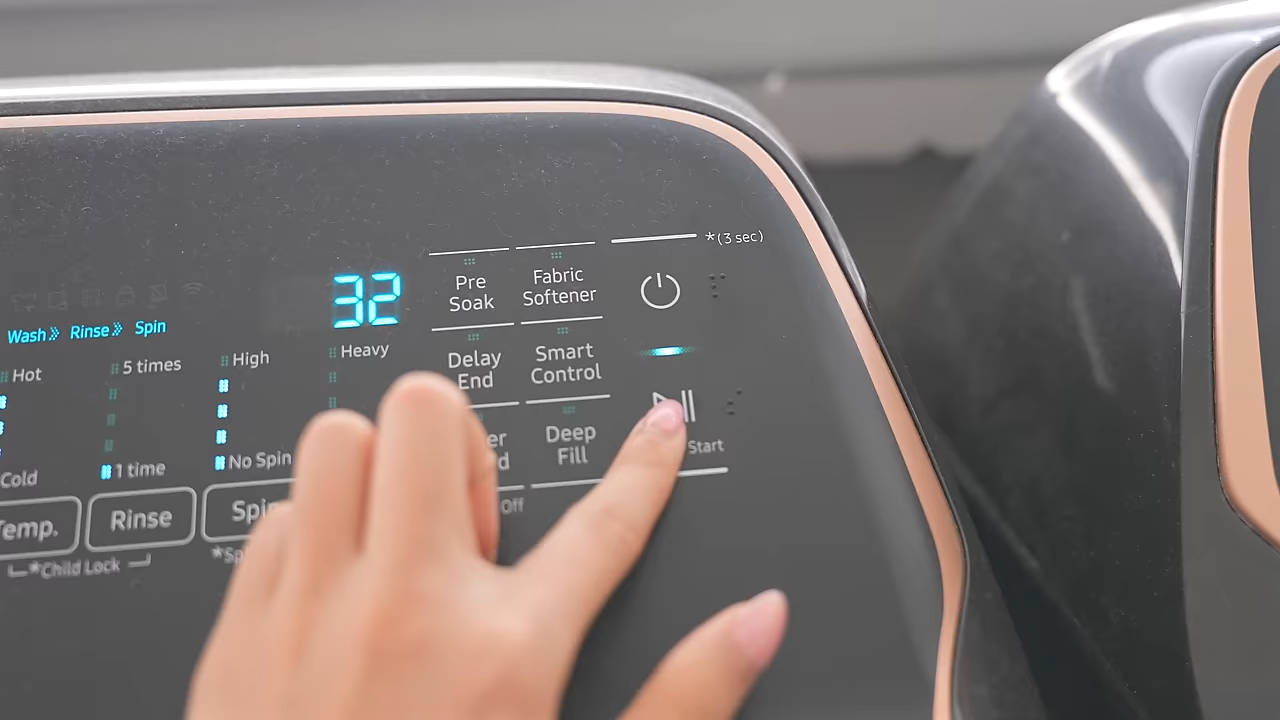 *(3 sec)
32
Pre
Soak
Fabric
Softener
Wash Rinse Spin
Hot
5 times
High
Heavy
Delay
End
Smart
Control
Deep
Fill
Start
Cold
1 time
No Spin
Off
Temp.
Rinse
Spin
*Child Lock